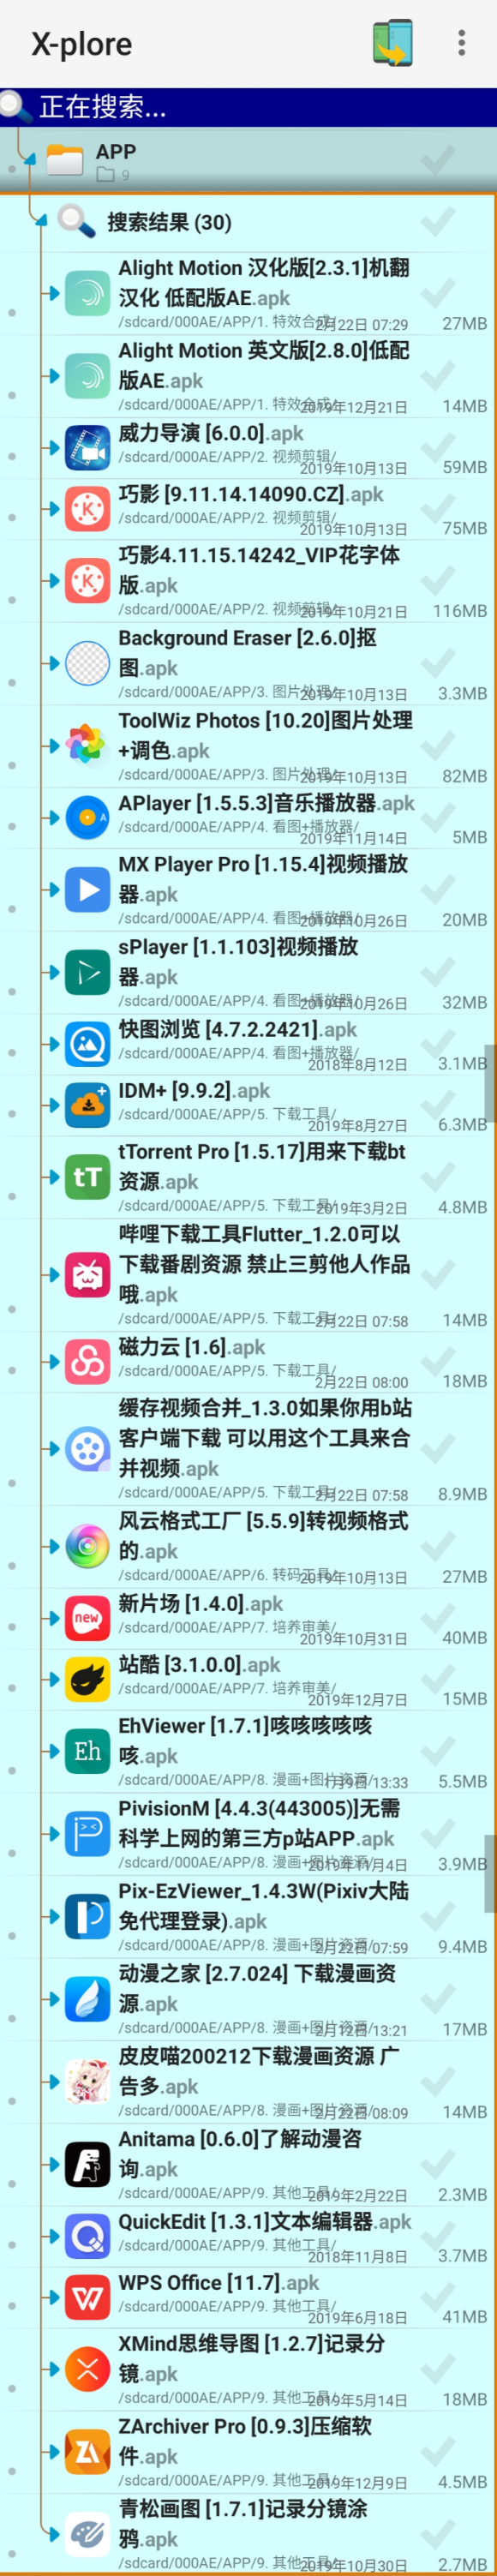 X-plore
正在搜索...
APP
9
搜索结果 (30)
Alight Motion 汉化版[2.3.1]机翻
汉化 低配版AE.apk
/sdcard/000AE/APP/1. 特效合成/
2月22日 07:29
27MB
Alight Motion 英文版[2.8.0]低配
版AE.apk
/sdcard/000AE/APP/1. 特效合成/
2019年12月21日
14MB
威力导演 [6.0.0].apk
/sdcard/000AE/APP/2. 视频剪辑/
2019年10月13日
59MB
巧影 [9.11.14.14090.CZ].apk
/sdcard/000AE/APP/2. 视频剪辑/
2019年10月13日
75MB
巧影4.11.15.14242_VIP花字体
版.apk
/sdcard/000AE/APP/2. 视频剪辑/
2019年10月21日
116MB
Background Eraser [2.6.0]抠
图.apk
/sdcard/000AE/APP/3. 图片处理/
2019年10月13日
3.3MB
ToolWiz Photos [10.20]图片处理
+调色.apk
/sdcard/000AE/APP/3. 图片处理/
2019年10月13日
82MB
APlayer [1.5.5.3]音乐播放器.apk
/sdcard/000AE/APP/4. 看图+播放器/
2019年11月14日
5MB
MX Player Pro [1.15.4]视频播放
器.apk
/sdcard/000AE/APP/4. 看图+播放器/
2019年10月26日
20MB
sPlayer [1.1.103]视频播放
器.apk
/sdcard/000AE/APP/4. 看图+播放器/
2019年10月26日
32MB
快图浏览 [4.7.2.2421].apk
/sdcard/000AE/APP/4. 看图+播放器/
2018年8月12日
3.1MB
IDM+ [9.9.2].apk
/sdcard/000AE/APP/5. 下载工具/
2019年8月27日
6.3MB
tT
tTorrent Pro [1.5.17]用来下载bt
资源.apk
/sdcard/000AE/APP/5. 下载工具/
2019年3月2日
4.8MB
哔哩下载工具Flutter_1.2.0可以
下载番剧资源 禁止三剪他人作品
哦.apk
/sdcard/000AE/APP/5. 下载工具/
2月22日 07:58
14MB
磁力云 [1.6].apk
/sdcard/000AE/APP/5. 下载工具/
2月22日 08:00
18MB
缓存视频合并_1.3.0如果你用b站
客户端下载 可以用这个工具来合
并视频.apk
/sdcard/000AE/APP/5. 下载工具/
2月22日 07:58
8.9MB
风云格式工厂 [5.5.9]转视频格式
的.apk
/sdcard/000AE/APP/6. 转码工具/
2019年10月13日
27MB
new
新片场 [1.4.0].apk
/sdcard/000AE/APP/7. 培养审美/
2019年10月31日
40MB
站酷 [3.1.0.0].apk
/sdcard/000AE/APP/7. 培养审美/
2019年12月7日
15MB
Eh
EhViewer [1.7.1]咳咳咳咳咳
咳.apk
/sdcard/000AE/APP/8. 漫画+图片资源/
1月9日 13:33
5.5MB
PivisionM [4.4.3(443005)]无需
科学上网的第三方p站APP.apk
/sdcard/000AE/APP/8. 漫画+图片资源/
2019年11月4日
3.9MB
Pix-EzViewer_1.4.3W(Pixiv大陆
免代理登录).apk
/sdcard/000AE/APP/8. 漫画+图片资源/
2月22日 07:59
9.4MB
动漫之家 [2.7.024] 下载漫画资
源.apk
/sdcard/000AE/APP/8. 漫画+图片资源/
2月12日 13:21
17MB
皮皮喵200212下载漫画资源 广
告多.apk
/sdcard/000AE/APP/8. 漫画+图片资源/
2月22日 08:09
14MB
Anitama [0.6.0]了解动漫咨
询.apk
/sdcard/000AE/APP/9. 其他工具/
2019年2月22日
2.3MB
QuickEdit [1.3.1]文本编辑器.apk
/sdcard/000AE/APP/9. 其他工具/
2018年11月8日
3.7MB
WPS Office [11.7].apk
/sdcard/000AE/APP/9. 其他工具/
2019年6月18日
41MB
XMind思维导图 [1.2.7]记录分
镜.apk
/sdcard/000AE/APP/9. 其他工具/
2019年5月14日
18MB
ZArchiver Pro [0.9.3]压缩软
件.apk
/sdcard/000AE/APP/9. 其他工具/
2019年12月9日
4.5MB
青松画图 [1.7.1]记录分镜涂
鸦.apk
/sdcard/000AE/APP/9. 其他工具/
2019年10月30日
2.7MB